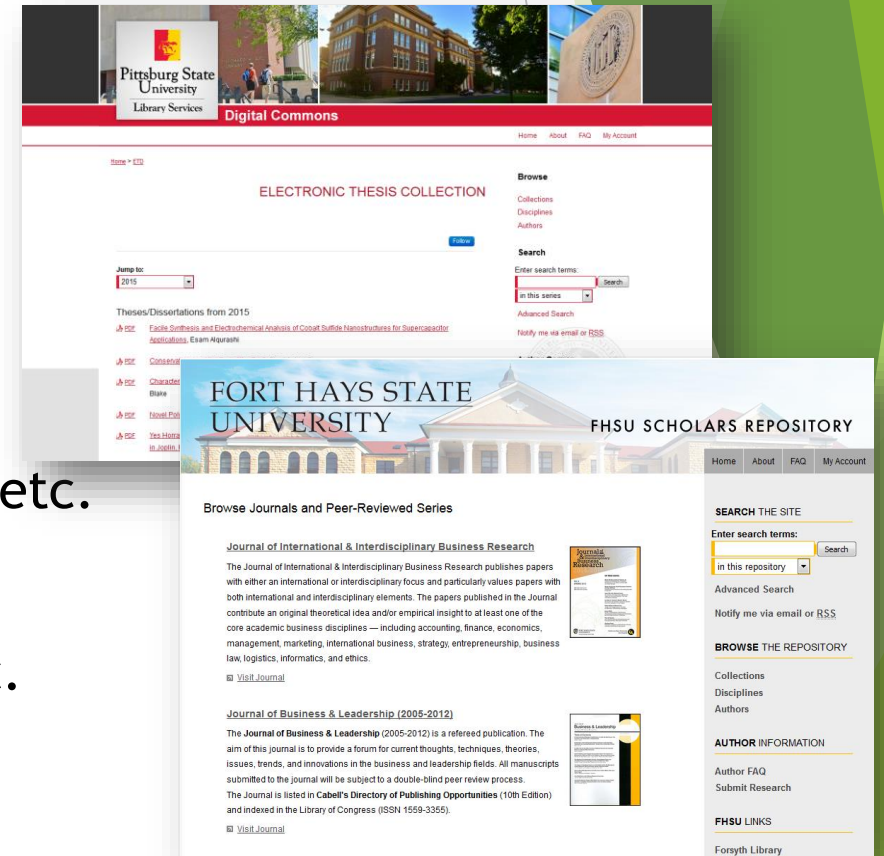 Pittsburg State
University
Library Services
Digital Commons
Home About FAQ My Account
Home > ETD
ELECTRONIC THESIS COLLECTION
Follow
Jump to:
2015
Theses/Dissertations from 2015
PDF Facile Synthesis and Electrochemical Analysis of Cobalt Sulfide Nanostructures for Supercapacitor
Applications, Esam Alqurashi
PDF
PDF
Blake
PDF
PDF
in Joplin,
Browse
Collections
Disciplines
Authors
Search
Enter search terms:
Search
in this series
Advanced Search
Notify me via email or RSS
etc.
FORT HAYS STATE
UNIVERSITY
FHSU SCHOLARS REPOSITORY
Home About FAQ My Account
Browse Journals and Peer-Reviewed Series
Journal of International & Interdisciplinary Business Research
The Journal of International & Interdisciplinary Business Research publishes papers
with either an international or interdisciplinary focus and particularly values papers with
both international and interdisciplinary elements. The papers published in the Journal
contribute an original theoretical idea and/or empirical insight to at least one of the
core academic business disciplines — including accounting, finance, economics,
management, marketing, international business, strategy, entrepreneurship, business
law, logistics, informatics, and ethics.
Visit Journal
Journal of Business & Leadership (2005-2012)
The Journal of Business & Leadership (2005-2012) is a refereed publication. The
aim of this journal is to provide a forum for current thoughts, techniques, theories,
issues, trends, and innovations in the business and leadership fields. All manuscripts
submitted to the journal will be subject to a double-blind peer review process.
The Journal is listed in Cabell's Directory of Publishing Opportunities (10th Edition)
and indexed in the Library of Congress (ISSN 1559-3355).
Visit Journal
SEARCH THE SITE
Enter search terms:
Search
in this repository
Advanced Search
Notify me via email or RSS
BROWSE THE REPOSITORY
Collections
Disciplines
Authors
AUTHOR INFORMATION
Author FAQ
Submit Research
FHSU LINKS
Forsyth Library